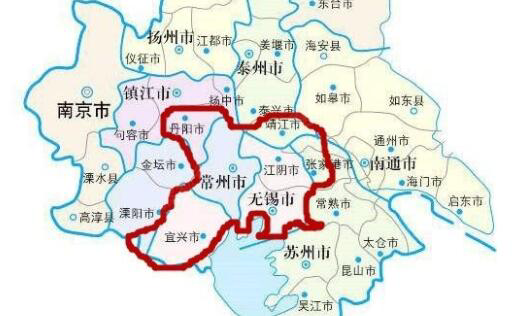 东台市
扬州市
江都市
姜堰市
海安县
仪征市
泰州市
镇江市
扬中市
泰兴市
如皋市
如东县
南京市
丹阳市
靖江市
句容市
通州市
金坛市
江阴市
张家港市
南通市
溧水县
常州市
海门市
溧阳市
无锡市
常熟市
启东市
高淳县
宜兴市
太仓市
苏州市
昆山市
吴江市